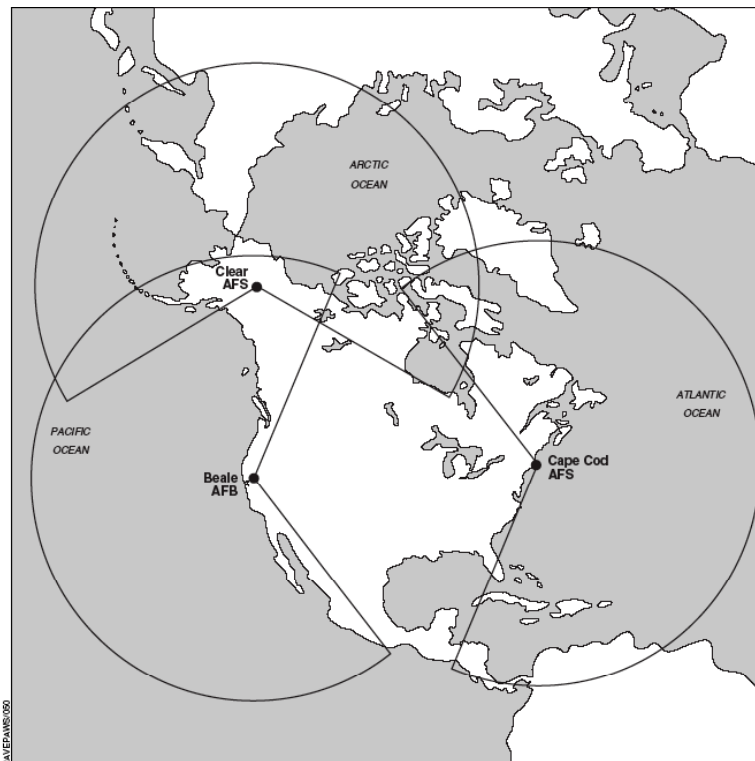 ARCTIC
OCEAN
Clear
AFS
ATLANTIC
OCEAN
PACIFIC
OCEAN
Cape Cod
AFS
Beale
AFB
AVEPAWS/050